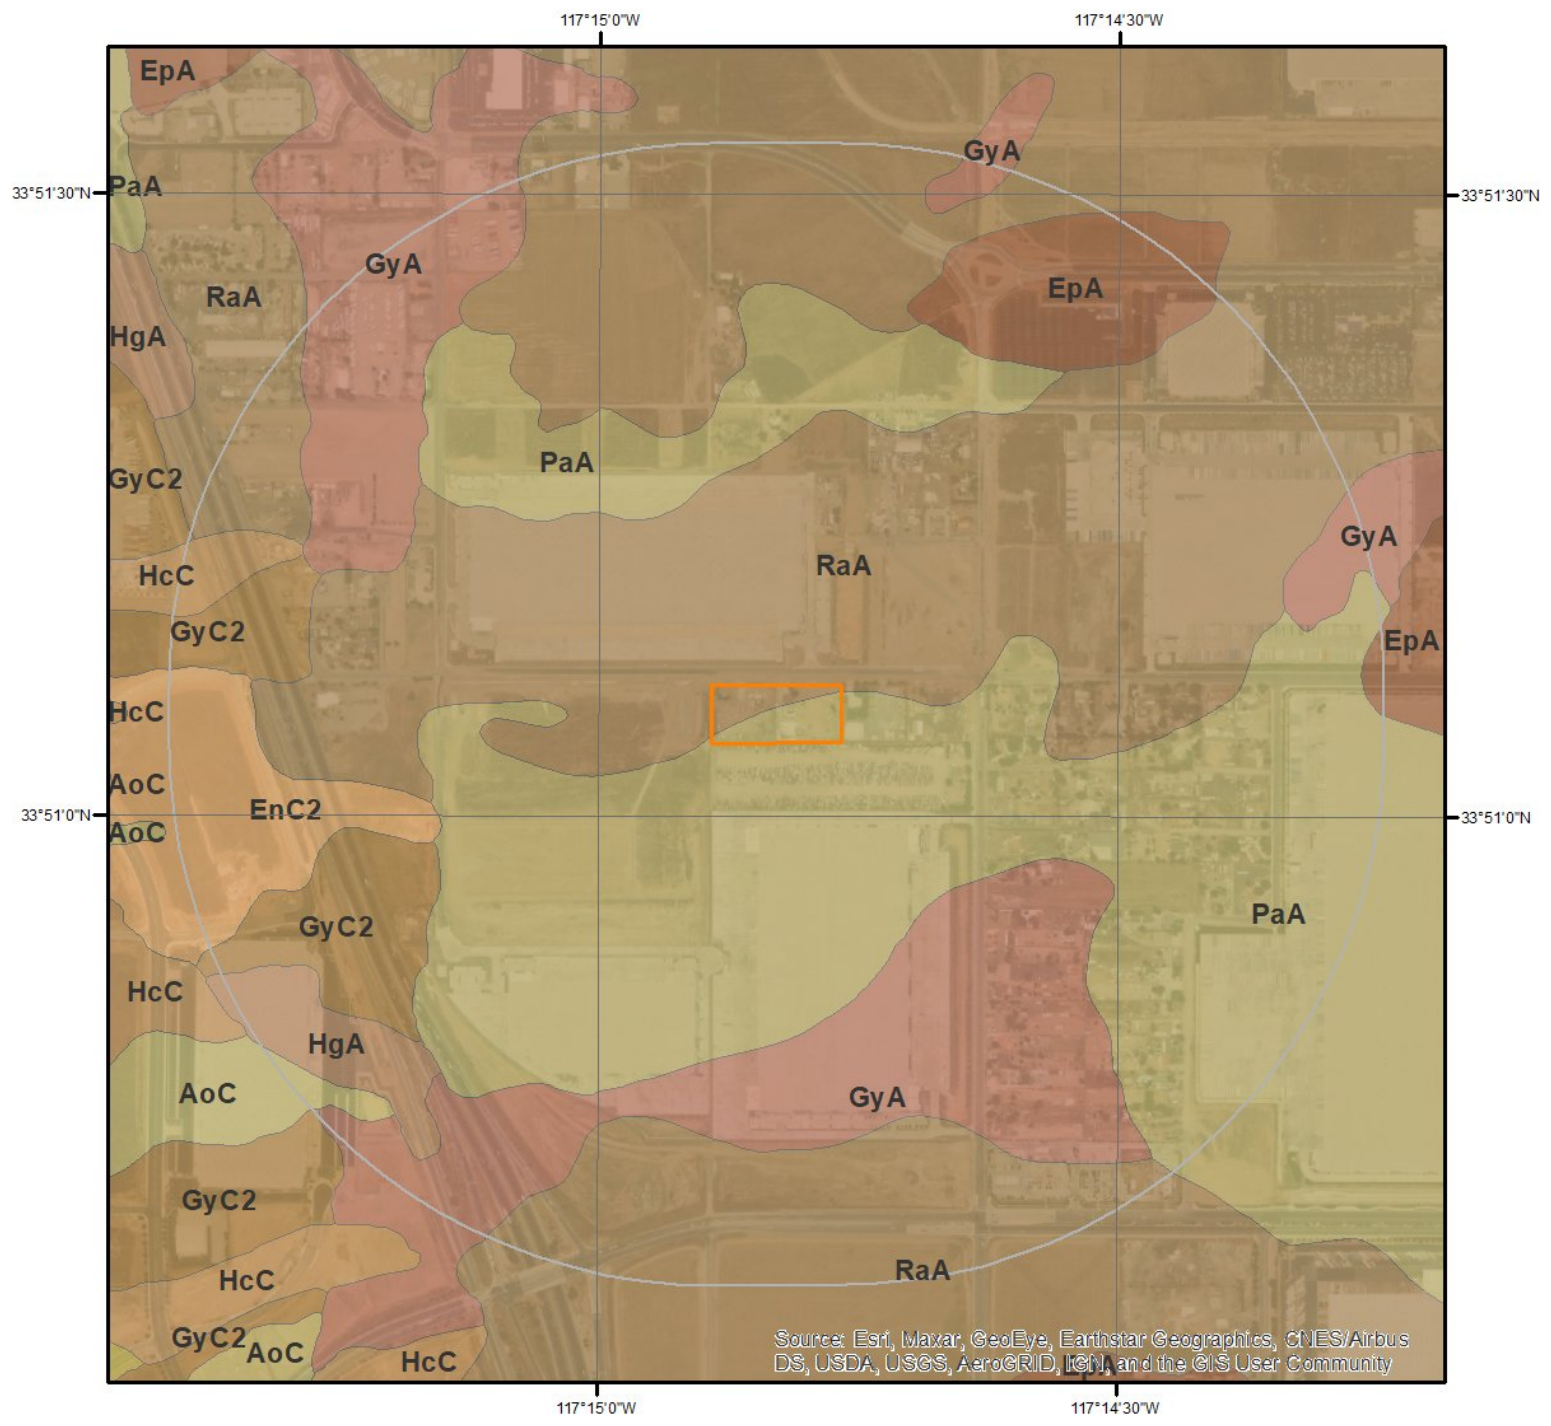 117°15'0"W
117°14'30"W
EpA
GyA
33°51'30"N
PaA
33°51'30"N
GyA
RaA
EpA
HgA
PaA
GyC2
GyA
RaA
HcC
GyC2
EpA
HcC
AoC
EnC2
33°51'0"N
33°51'0"N
AoC
GyC2
PaA
HcC
HgA
AoC
GyA
GyC2
RaA
HcC
GyC2
AoC
HcC
Source: Esri, Maxar, GeoEye, Earthstar Geographics, CNES/Airbus
DS, USDA, USGS, AeroGRID, IGN, and the GIS User Community
EpA
117°15'0"W
117°14'30"W